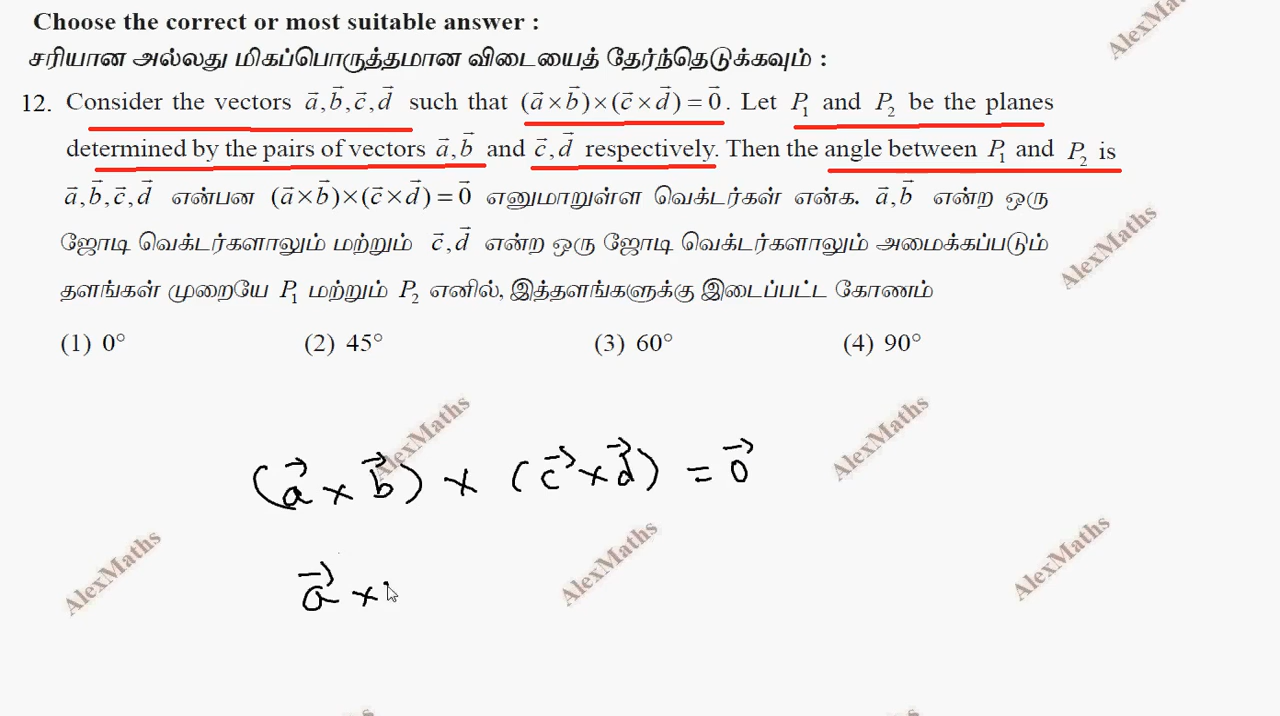 Choose the correct or most suitable answer :
சரியான அல்லது மிகப்பொருத்தமான விடையைத் தேர்ந்தெடுக்கவும் :
12. Consider the vectors a⃗, b⃗, c⃗, d⃗ such that (a⃗ × b⃗) × (c⃗ × d⃗) = 0⃗. Let P₁ and P₂ be the planes
determined by the pairs of vectors a⃗, b⃗ and c⃗, d⃗ respectively. Then the angle between P₁ and P₂ is
a⃗, b⃗, c⃗, d⃗ என்பன (a⃗ × b⃗) × (c⃗ × d⃗) = 0⃗ எனுமாறுள்ள வெக்டர்கள் என்க. a⃗, b⃗ என்ற ஒரு
ஜோடி வெக்டர்களாலும் மற்றும் c⃗, d⃗ என்ற ஒரு ஜோடி வெக்டர்களாலும் அமைக்கப்படும்
தளங்கள் முறையே P₁ மற்றும் P₂ எனில், இத்தளங்களுக்கு இடைப்பட்ட கோணம்
(1) 0° (2) 45° (3) 60° (4) 90°
(a⃗ × b⃗) × (c⃗ × d⃗) = 0⃗
a⃗ ×
AlexMaths
AlexMaths
AlexMaths
AlexMaths
AlexMaths
AlexMaths
AlexMaths